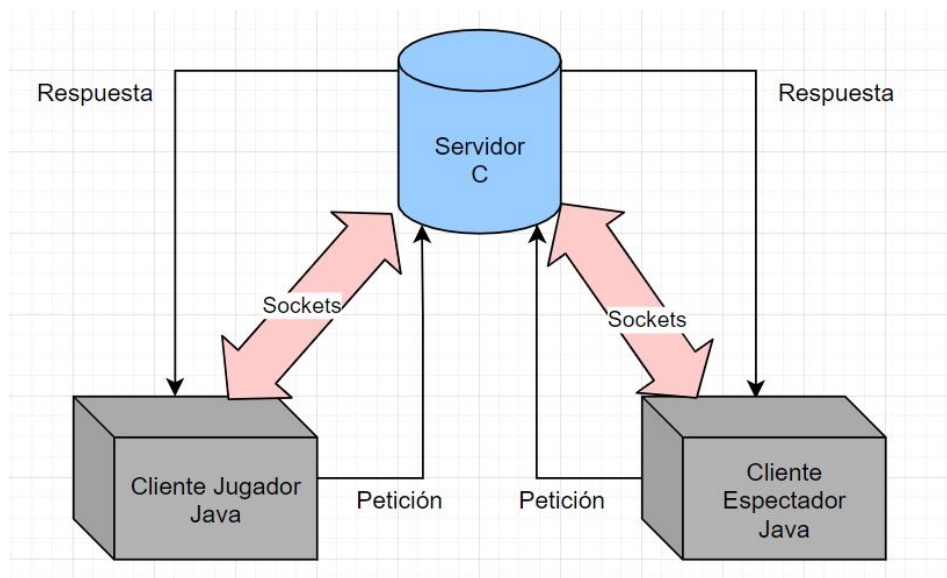 Respuesta
Respuesta
Servidor
C
Sockets
Sockets
Cliente Jugador
Java
Petición
Petición
Cliente
Espectador
Java